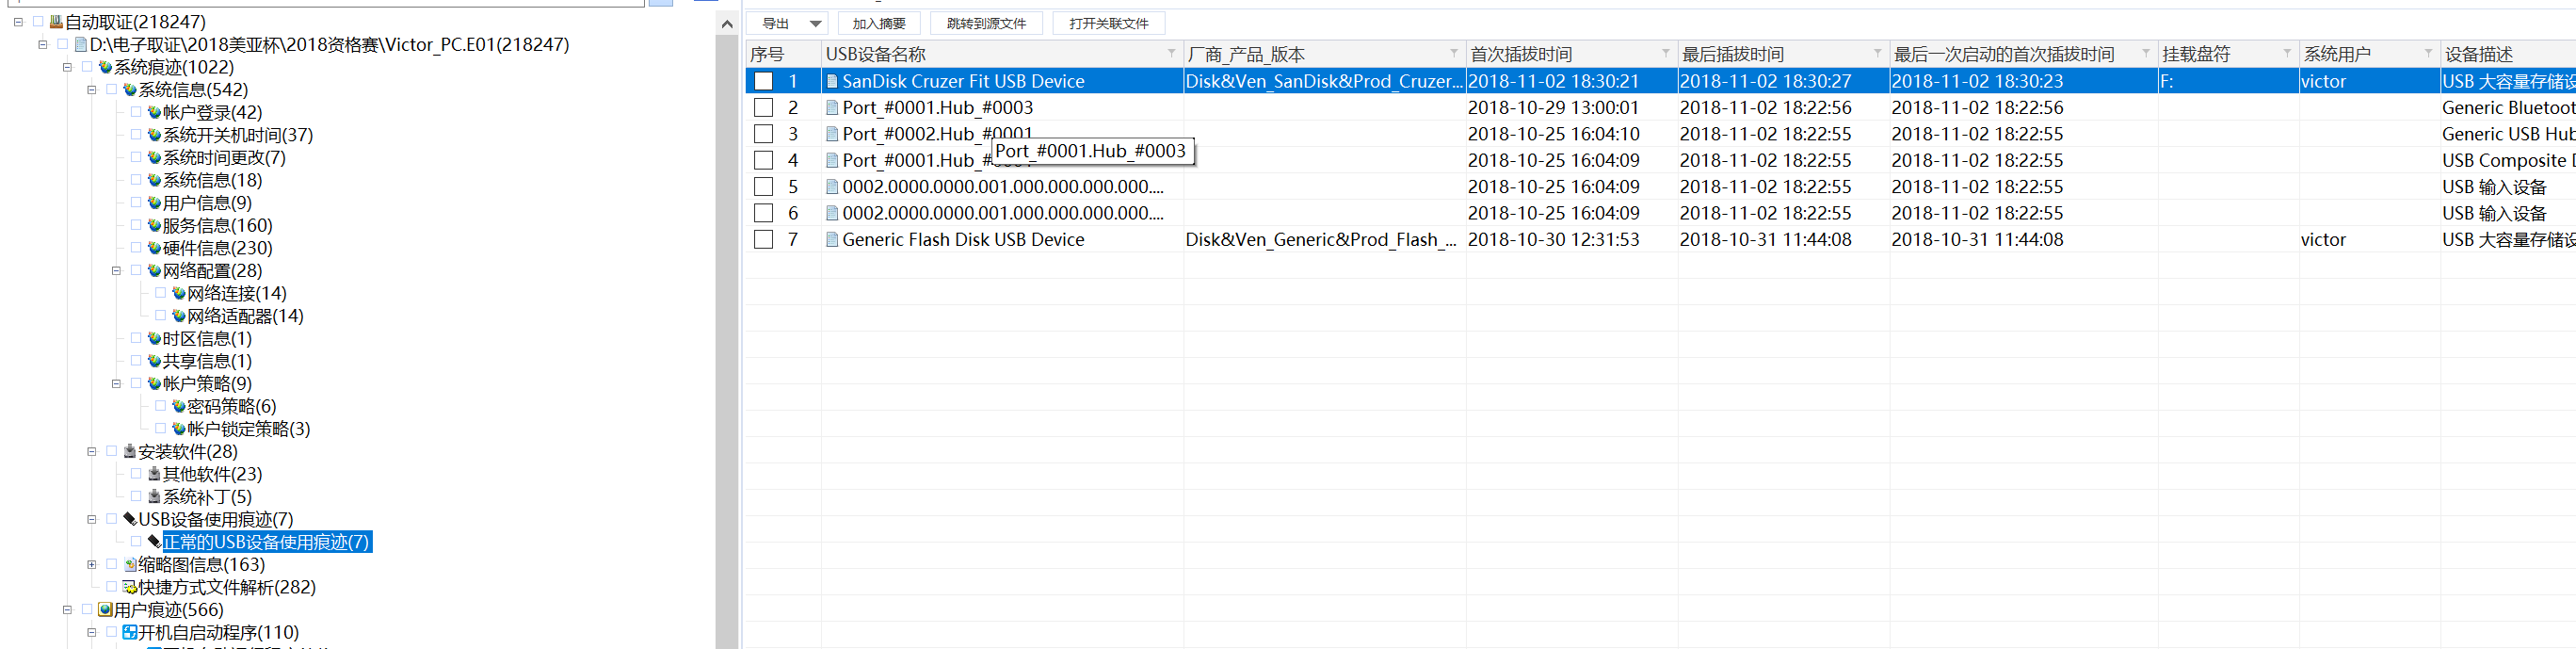 自动取证(218247)
D:\电子取证\2018美亚杯\2018资格赛\Victor_PC.E01(218247)
系统痕迹(1022)
系统信息(542)
帐户登录(42)
系统开关机时间(37)
系统时间更改(7)
系统信息(18)
用户信息(9)
服务信息(160)
硬件信息(230)
网络配置(28)
网络连接(14)
网络适配器(14)
时区信息(1)
共享信息(1)
帐户策略(9)
密码策略(6)
帐户锁定策略(3)
安装软件(28)
其他软件(23)
系统补丁(5)
USB设备使用痕迹(7)
正常的USB设备使用痕迹(7)
缩略图信息(163)
快捷方式文件解析(282)
用户痕迹(566)
开机自启动程序(110)
导出 加入摘要 跳转到源文件 打开关联文件
序号 USB设备名称 厂商_产品_版本 首次插拔时间 最后插拔时间 最后一次启动的首次插拔时间 挂载盘符 系统用户 设备描述
1 SanDisk Cruzer Fit USB Device Disk&Ven_SanDisk&Prod_Cruzer... 2018-11-02 18:30:21 2018-11-02 18:30:27 2018-11-02 18:30:23 F: victor USB 大容量存储设
2 Port_#0001.Hub_#0003 2018-10-29 13:00:01 2018-11-02 18:22:56 2018-11-02 18:22:56 Generic Bluetoot
3 Port_#0002.Hub_#0001 2018-10-25 16:04:10 2018-11-02 18:22:55 2018-11-02 18:22:55 Generic USB Hub
Port_#0001.Hub_#0003
4 Port_#0001.Hub_ 2018-10-25 16:04:09 2018-11-02 18:22:55 2018-11-02 18:22:55 USB Composite D
5 0002.0000.0000.001.000.000.000.000.... 2018-10-25 16:04:09 2018-11-02 18:22:55 2018-11-02 18:22:55 USB 输入设备
6 0002.0000.0000.001.000.000.000.000.... 2018-10-25 16:04:09 2018-11-02 18:22:55 2018-11-02 18:22:55 USB 输入设备
7 Generic Flash Disk USB Device Disk&Ven_Generic&Prod_Flash_... 2018-10-30 12:31:53 2018-10-31 11:44:08 2018-10-31 11:44:08 victor USB 大容量存储设